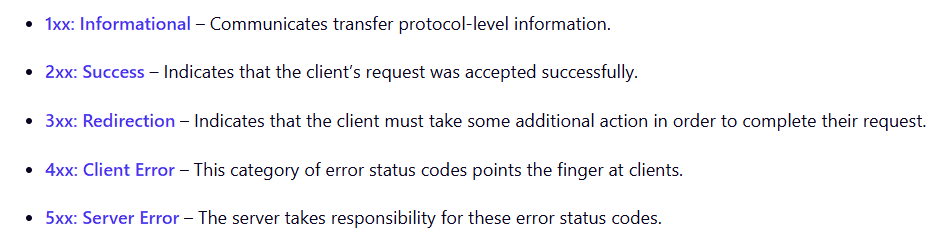 • 1xx: Informational – Communicates transfer protocol-level information.
• 2xx: Success – Indicates that the client’s request was accepted successfully.
• 3xx: Redirection – Indicates that the client must take some additional action in order to complete their request.
• 4xx: Client Error – This category of error status codes points the finger at clients.
• 5xx: Server Error – The server takes responsibility for these error status codes.